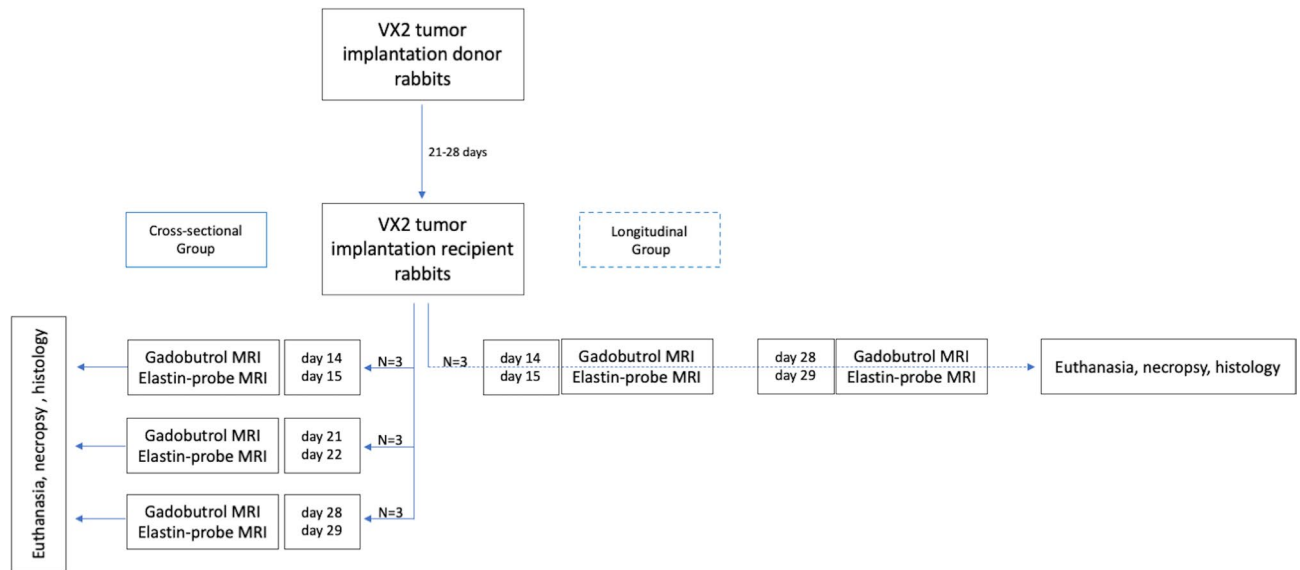 VX2 tumor
implantation donor
rabbits
21-28 days
Cross-sectional
Group
VX2 tumor
implantation recipient
rabbits
Longitudinal
Group
Euthanasia, necropsy , histology
Gadobutrol MRI
Elastin-probe MRI
day 14
day 15
N=3
N=3
day 14
day 15
Gadobutrol MRI
Elastin-probe MRI
day 28
day 29
Gadobutrol MRI
Elastin-probe MRI
Euthanasia, necropsy, histology
Gadobutrol MRI
Elastin-probe MRI
day 21
day 22
N=3
Gadobutrol MRI
Elastin-probe MRI
day 28
day 29
N=3